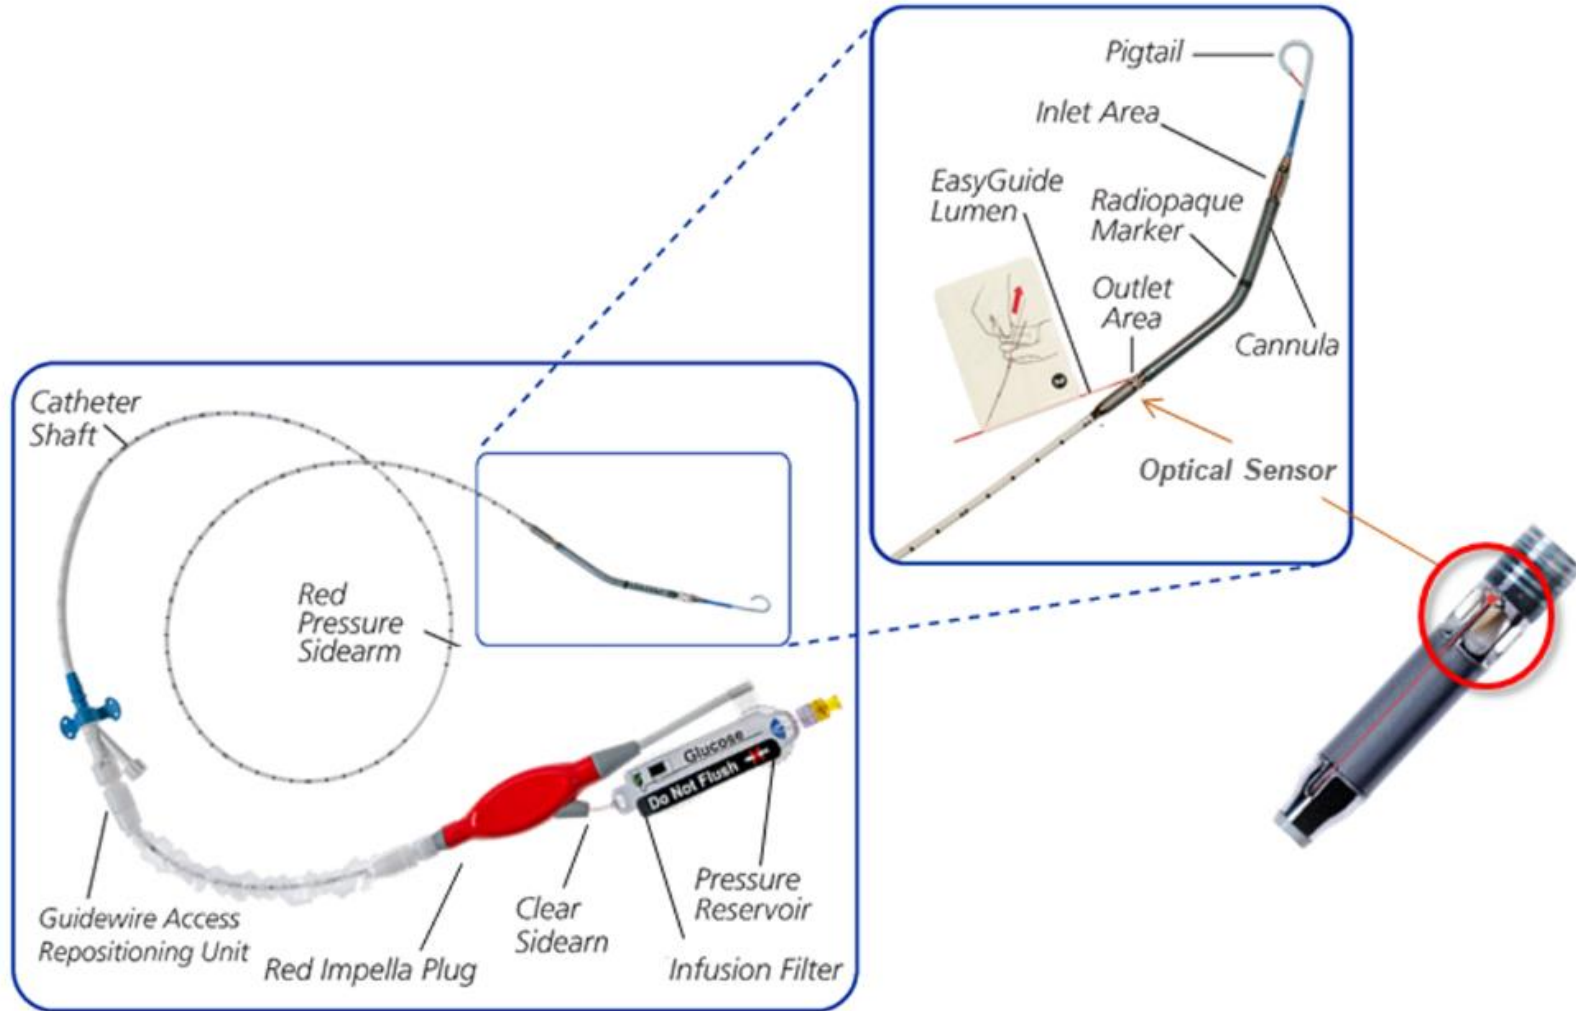 Pigtail
Inlet Area
EasyGuide
Lumen
Radiopaque
Marker
Outlet
Area
Cannula
Optical Sensor
Catheter
Shaft
Red
Pressure
Sidearm
Glucose
Do Not Flush
Guidewire Access
Repositioning Unit
Red Impella Plug
Clear
Sidearn
Pressure
Reservoir
Infusion Filter